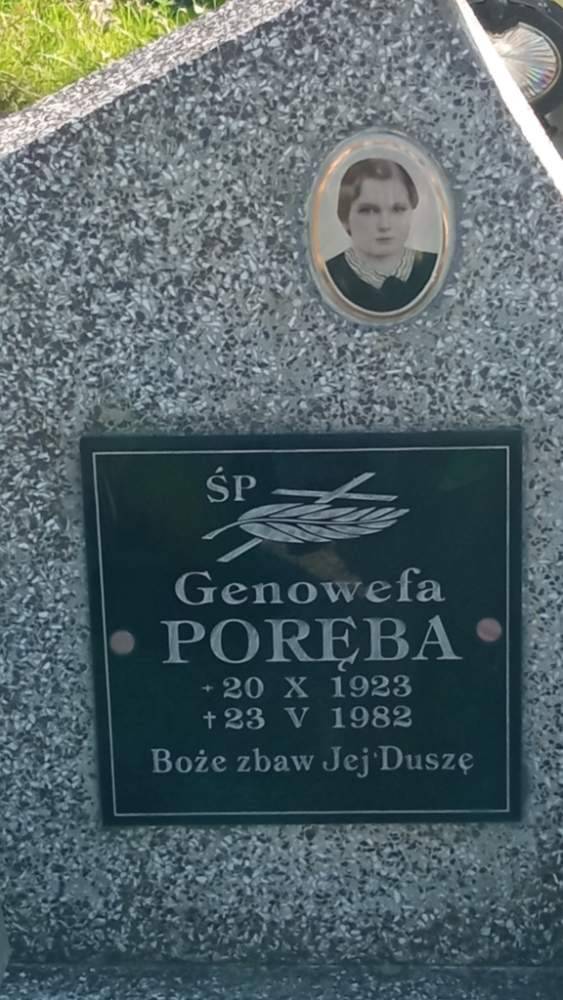 ŚP
Genowefa
PORĘBA
* 20 X 1923
† 23 V 1982
Boże zbaw Jej Duszę